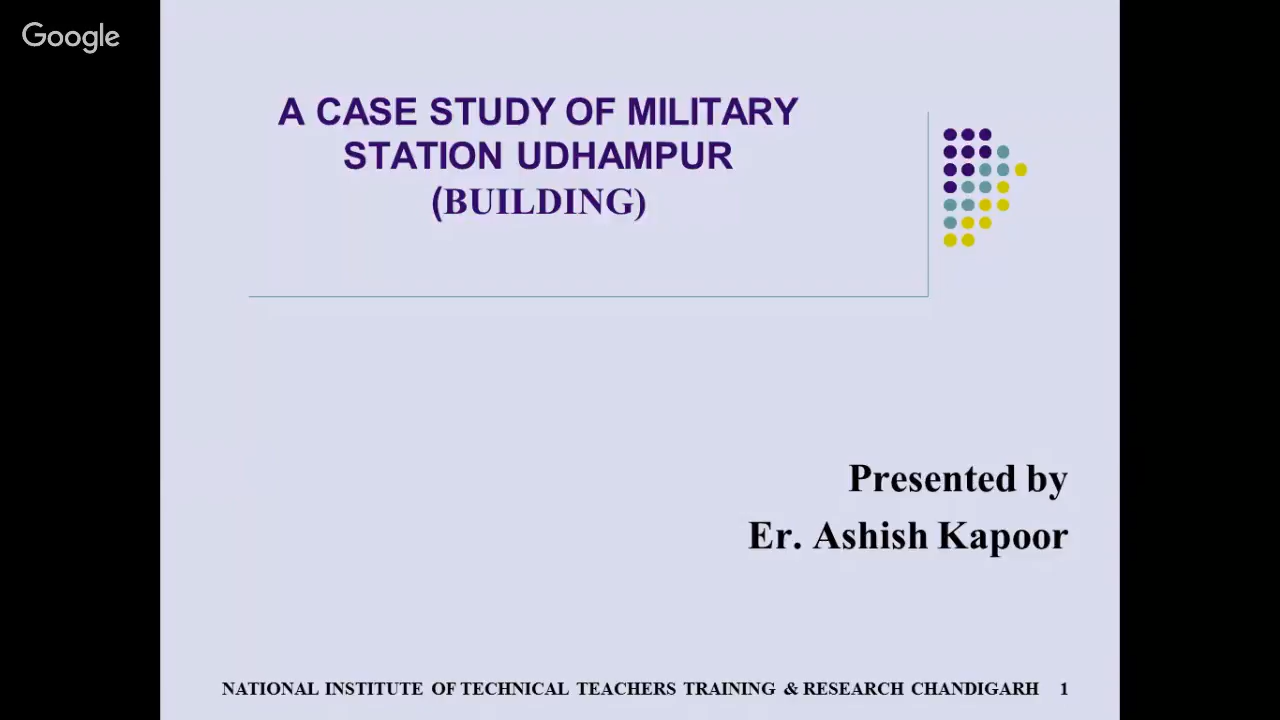 Google
A CASE STUDY OF MILITARY
STATION UDHAMPUR
(BUILDING)
Presented by
Er. Ashish Kapoor
NATIONAL INSTITUTE OF TECHNICAL TEACHERS TRAINING & RESEARCH CHANDIGARH 1